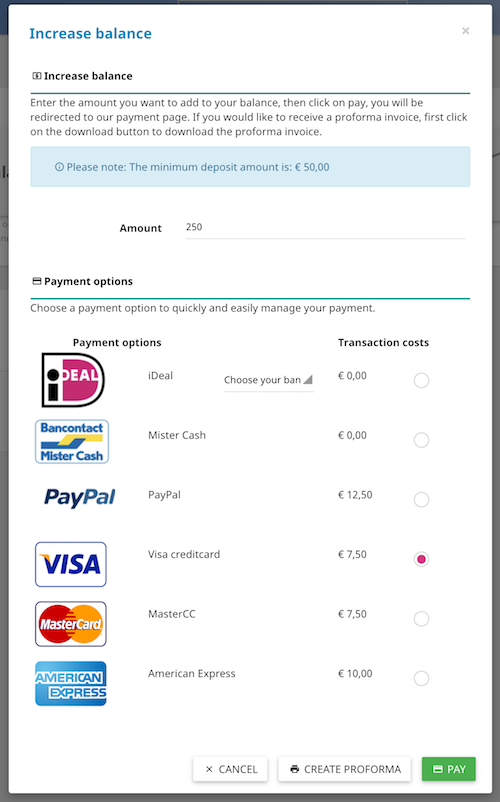 Increase balance
×
Increase balance
Enter the amount you want to add to your balance, then click on pay, you will be
redirected to our payment page. If you would like to receive a proforma invoice, first click
on the download button to download the proforma invoice.
Please note: The minimum deposit amount is: € 50,00
Amount 250
Payment options
Choose a payment option to quickly and easily manage your payment.
Payment options Transaction costs
iDEAL iDeal Choose your ban € 0,00
Bancontact
Mister Cash Mister Cash € 0,00
PayPal PayPal € 12,50
VISA Visa creditcard € 7,50
MasterCard MasterCC € 7,50
AMERICAN
EXPRESS American Express € 10,00
× CANCEL CREATE PROFORMA PAY